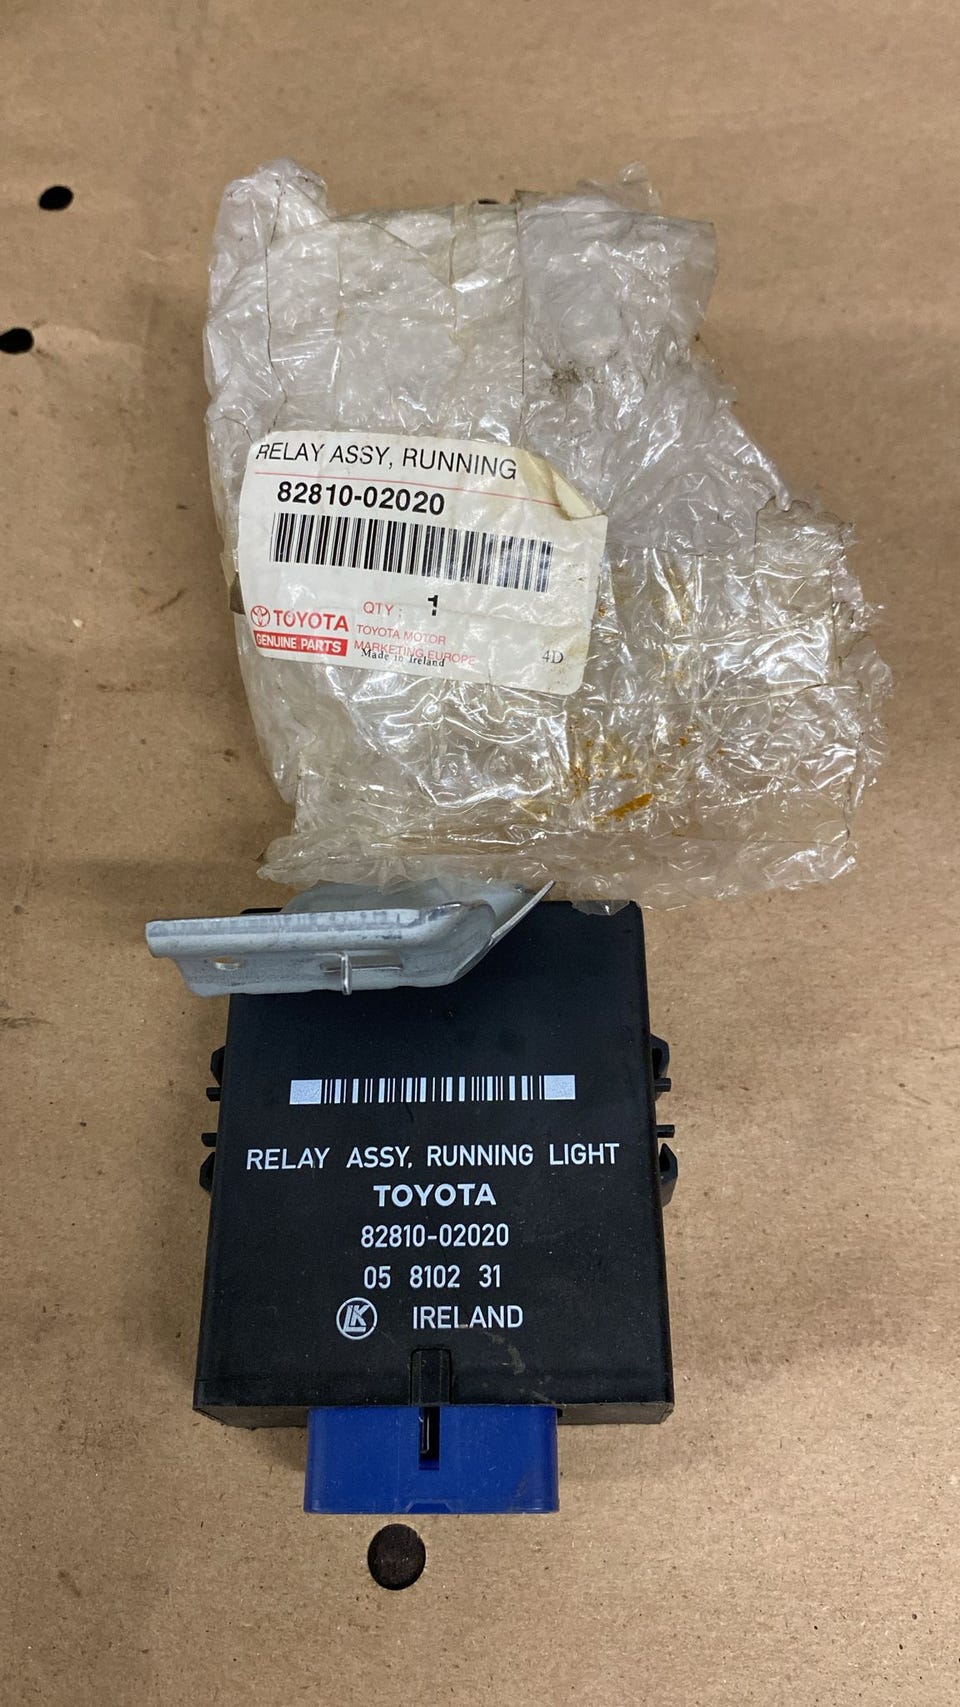 RELAY ASSY, RUNNING
82810-02020
QTY : 1
TOYOTA
GENUINE PARTS
TOYOTA MOTOR
MARKETING EUROPE
Made in Ireland
4D
RELAY ASSY, RUNNING LIGHT
TOYOTA
82810-02020
05 8102 31
LK IRELAND